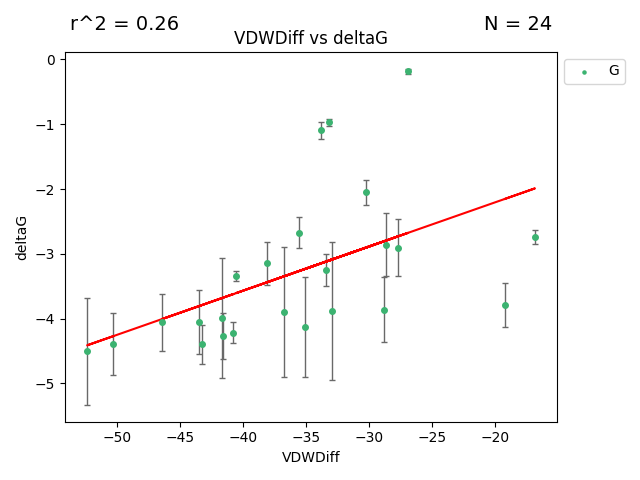 r^2 = 0.26
N = 24
VDWDiff vs deltaG
G
0
−1
−2
−3
−4
−5
deltaG
−50
−45
−40
−35
−30
−25
−20
VDWDiff